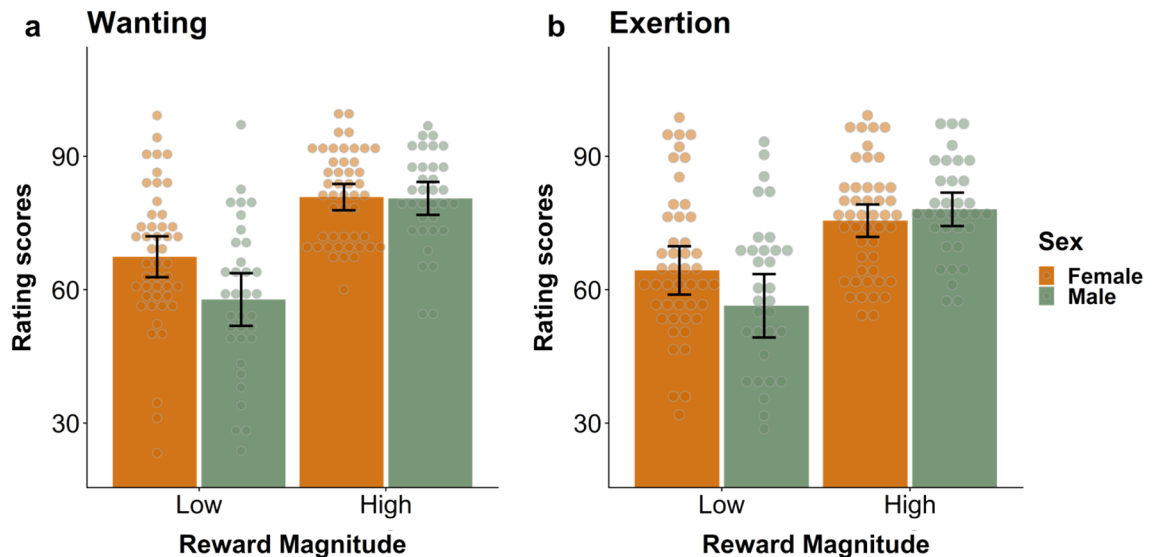 a Wanting
Rating scores
90
60
30
Low High
Reward Magnitude
b Exertion
Rating scores
90
60
30
Low High
Reward Magnitude
Sex
Female
Male